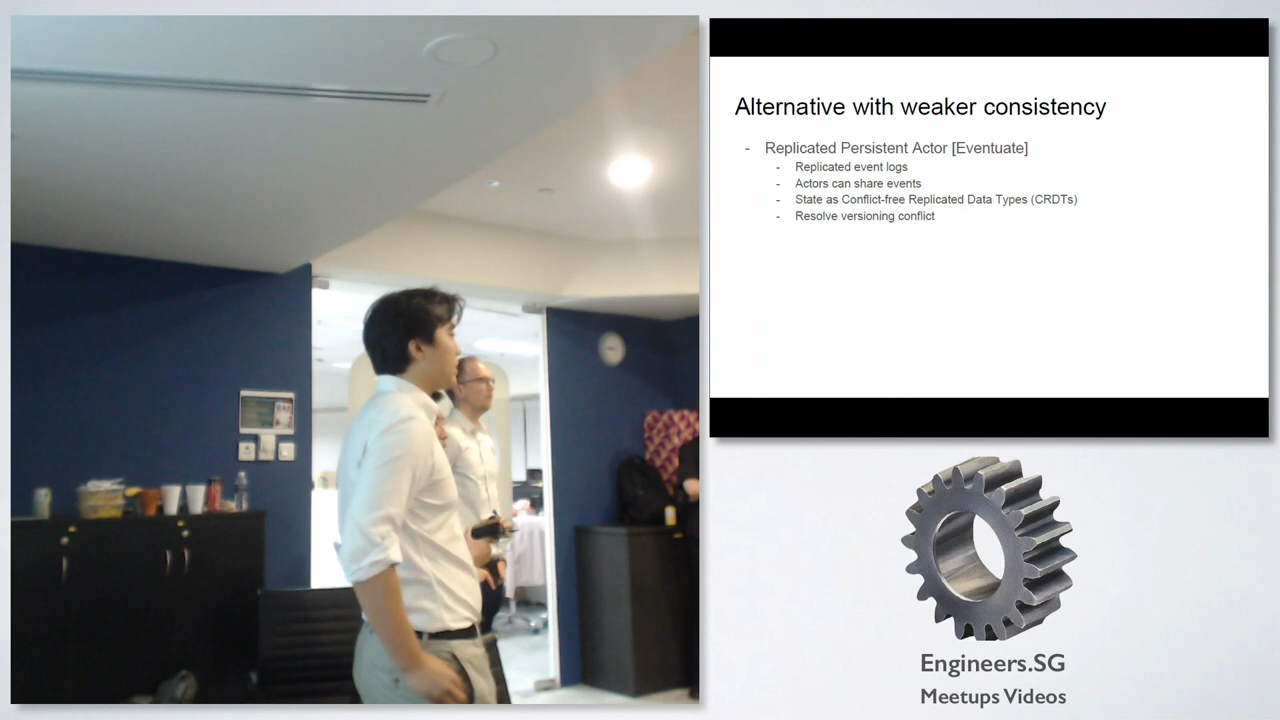 Alternative with weaker consistency
- Replicated Persistent Actor [Eventuate]
- Replicated event logs
- Actors can share events
- State as Conflict-free Replicated Data Types (CRDTs)
- Resolve versioning conflict
Engineers.SG
Meetups Videos